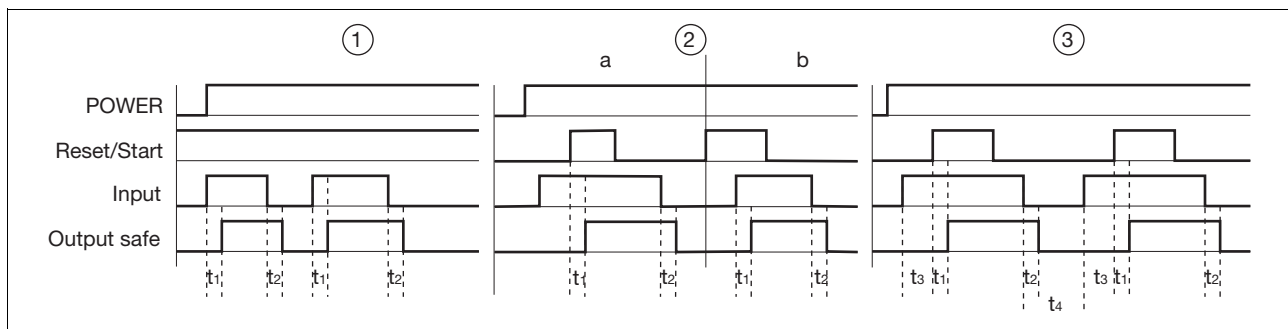 ① ② ③
a b
POWER
Reset/Start
Input
Output safe
t1 t2 t1 t2 t1 t2 t1 t2 t3 t1 t2 t3 t1 t2
t4